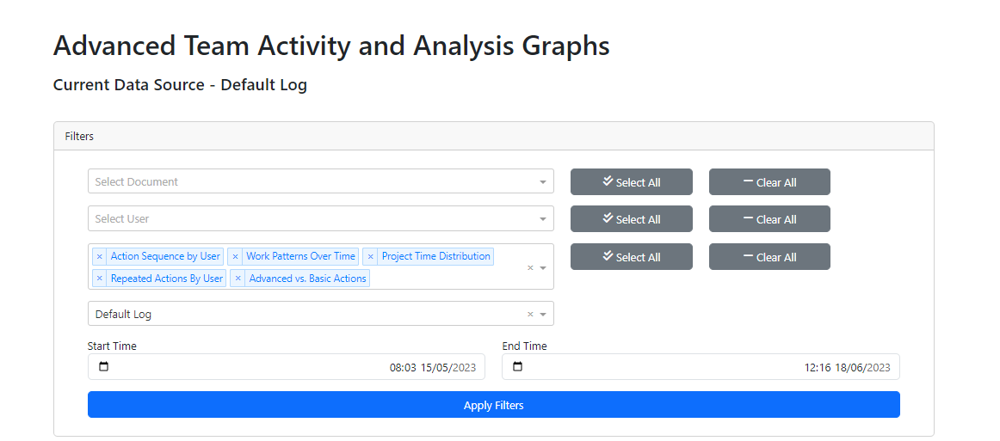 Advanced Team Activity and Analysis Graphs
Current Data Source - Default Log
Filters
Select Document
Select All
Clear All
Select User
Select All
Clear All
× Action Sequence by User × Work Patterns Over Time × Project Time Distribution
× Repeated Actions By User × Advanced vs. Basic Actions
×
Select All
Clear All
Default Log ×
Start Time
End Time
08:03 15/05/2023
12:16 18/06/2023
Apply Filters